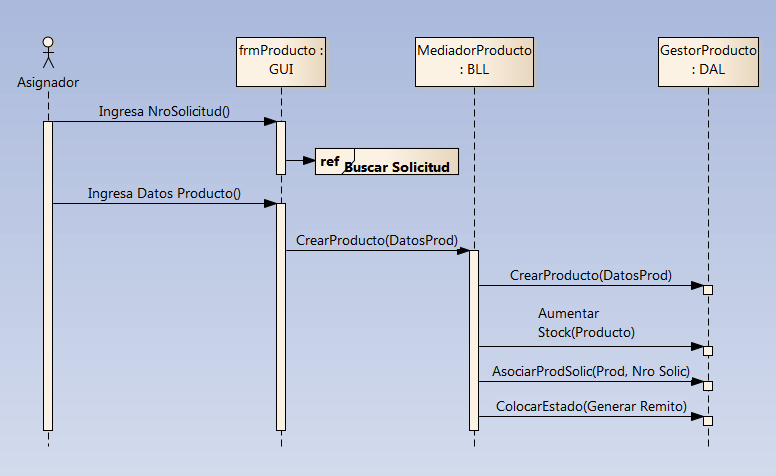 frmProducto :
GUI
MediadorProducto
: BLL
GestorProducto
: DAL
Asignador
Ingresa NroSolicitud()
ref
Buscar Solicitud
Ingresa Datos Producto()
CrearProducto(DatosProd)
CrearProducto(DatosProd)
Aumentar
Stock(Producto)
AsociarProdSolic(Prod, Nro Solic)
ColocarEstado(Generar Remito)